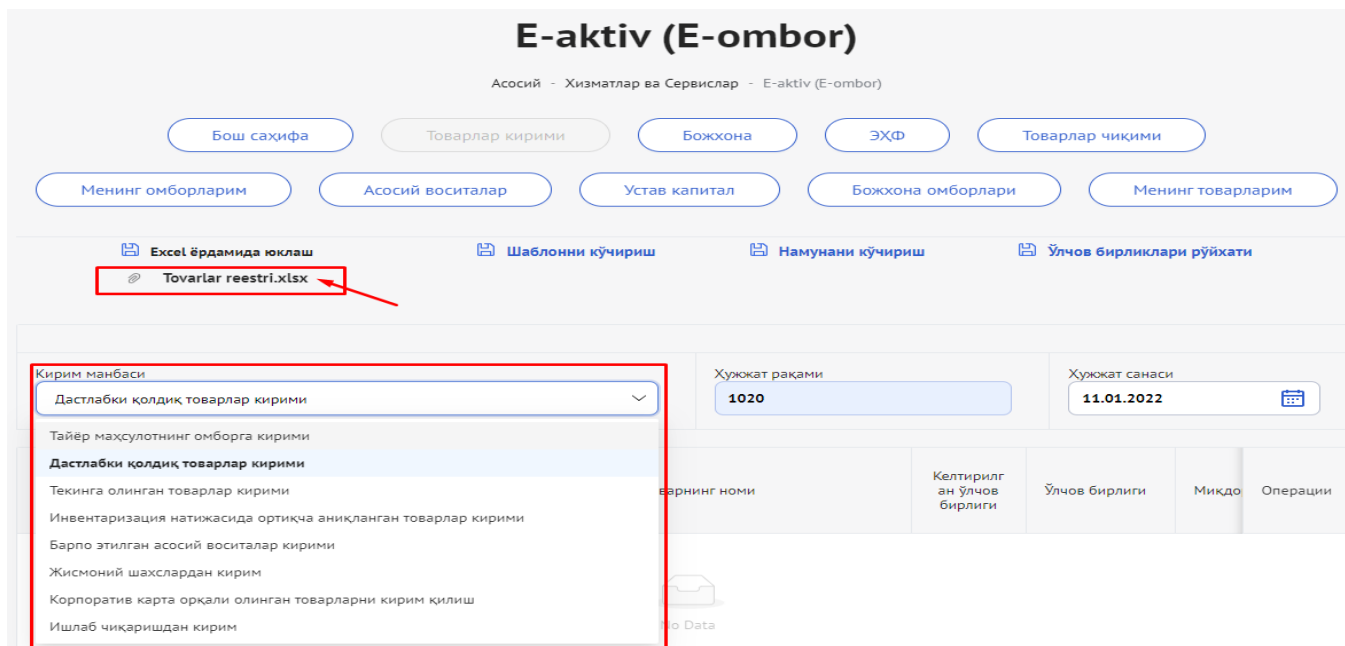 E-aktiv (E-ombor)
Асосий - Хизматлар ва Сервислар - E-aktiv (E-ombor)
Бош саҳифа Товарлар кирими Божхона ЭҲФ Товарлар чиқими
Менинг омборларим Асосий воситалар Устав капитал Божхона омборлари Менинг товарларим
Excel ёрдамида юклаш Шаблонни кўчириш Намунани кўчириш Ўлчов бирликлари рўйхати
Tovarlar reestri.xlsx
Кирим манбаси Ҳужжат рақами Ҳужжат санаси
Дастлабки қолдиқ товарлар кирими 1020 11.01.2022
Тайёр маҳсулотнинг омборга кирими
Дастлабки қолдиқ товарлар кирими
Текинга олинган товарлар кирими
Инвентаризация натижасида ортиқча аниқланган товарлар кирими
Барпо этилган асосий воситалар кирими
Жисмоний шахслардан кирим
Корпоратив карта орқали олинган товарларни кирим қилиш
Ишлаб чиқаришдан кирим
варнинг номи
Келтирилг
ан ўлчов
бирлиги
Ўлчов бирлиги Миқдо Операции
No Data